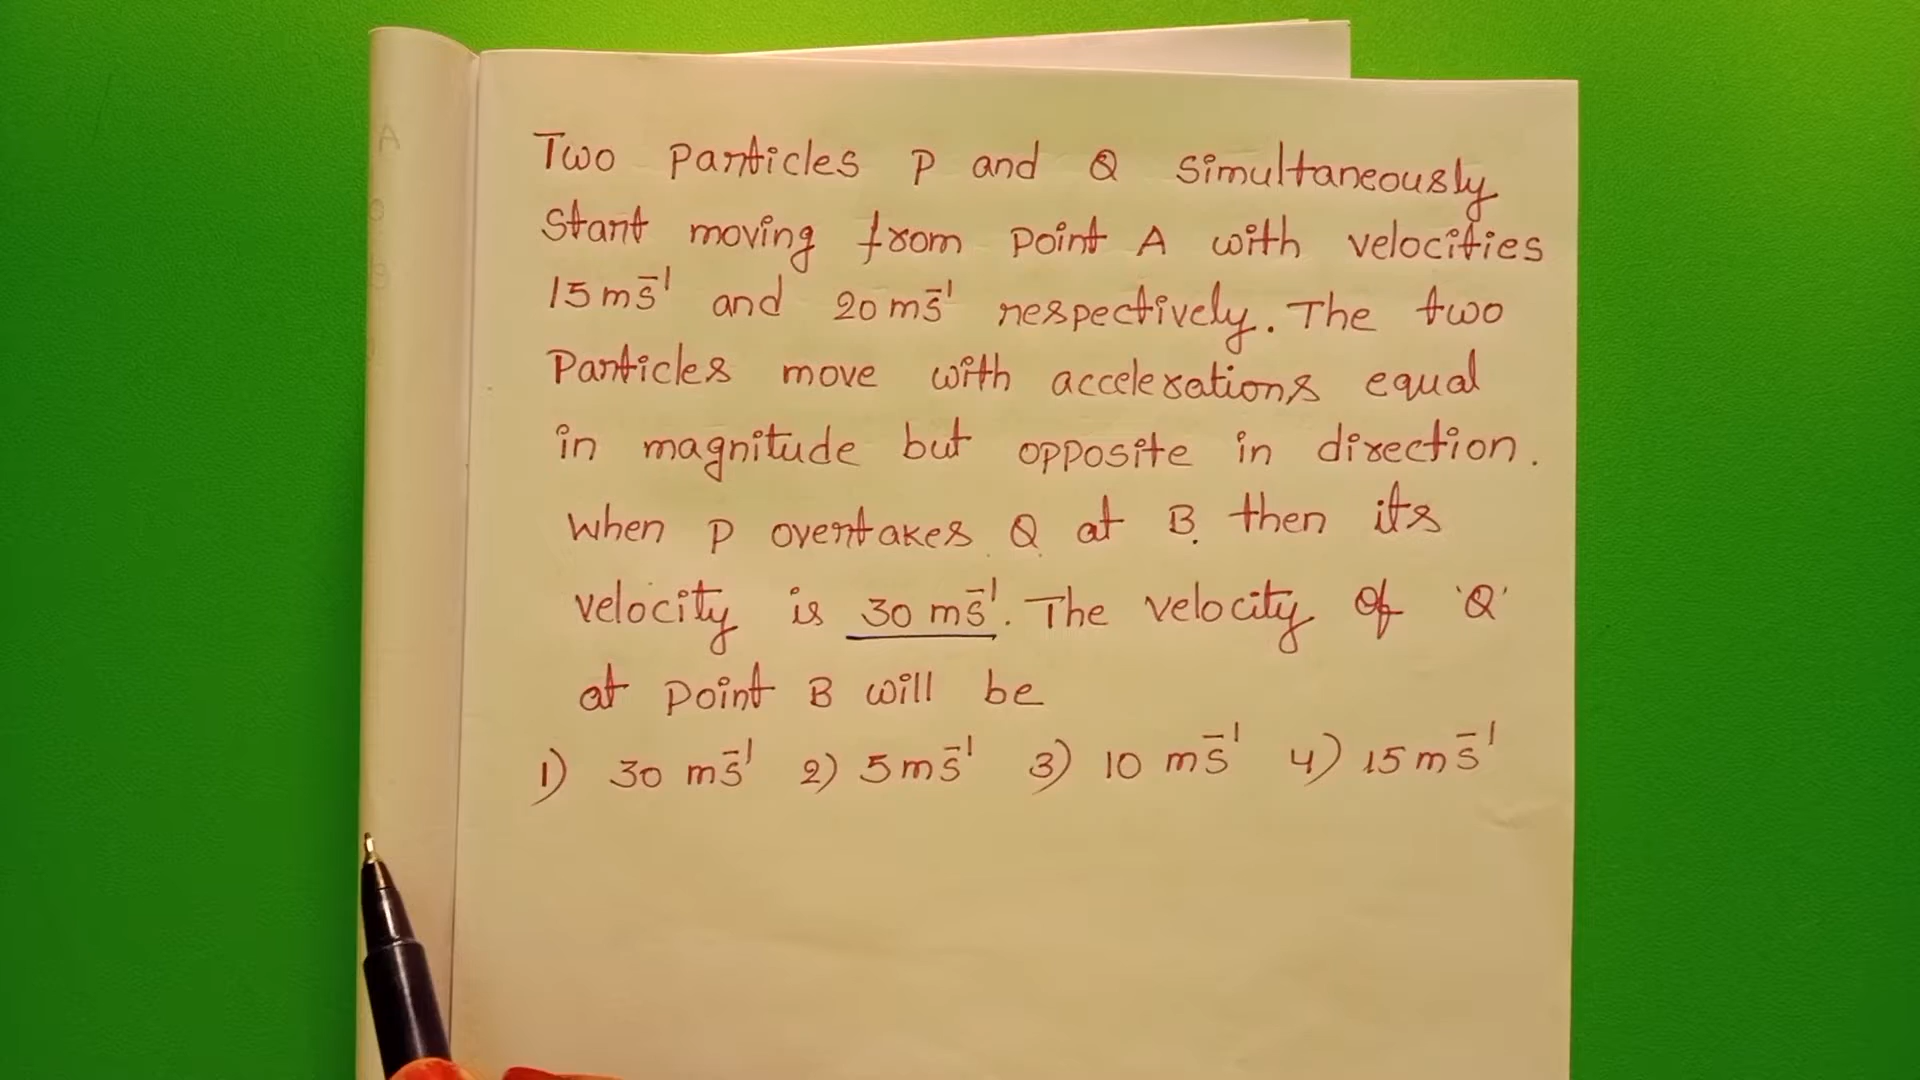 Two particles P and Q simultaneously
start moving from point A with velocities
15 ms⁻¹ and 20 ms⁻¹ respectively. The two
particles move with accelerations equal
in magnitude but opposite in direction.
when P overtakes Q at B then its
velocity is 30 ms⁻¹. The velocity of 'Q'
at point B will be
1) 30 ms⁻¹ 2) 5 ms⁻¹ 3) 10 ms⁻¹ 4) 15 ms⁻¹